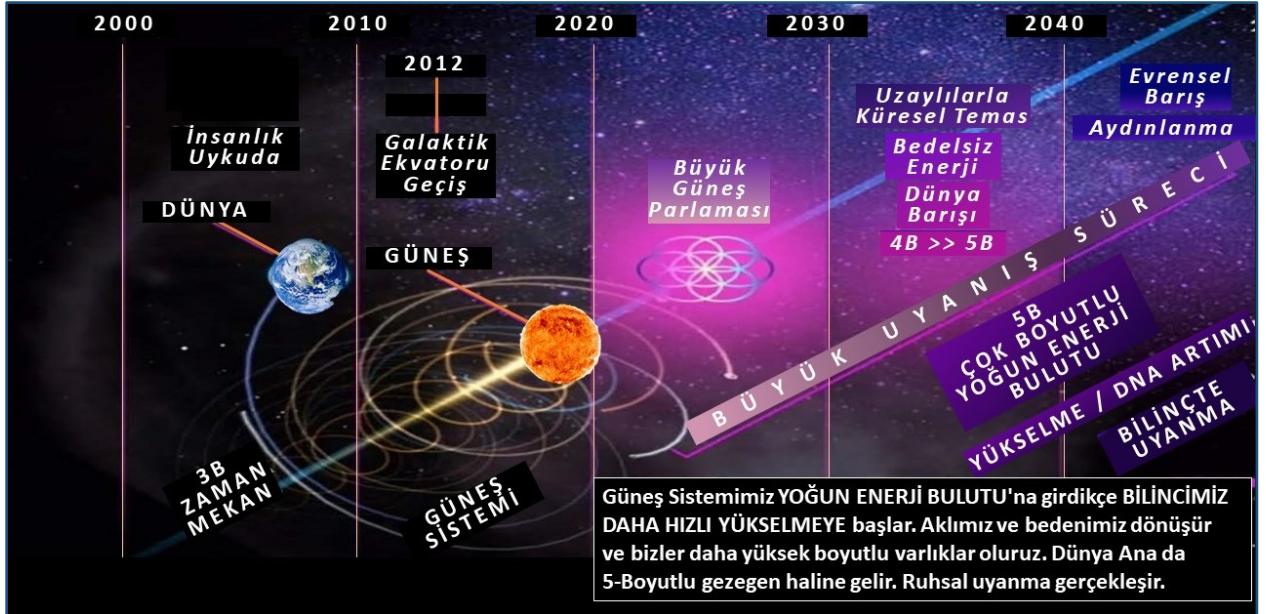 2000
2010
2020
2030
2040
2012
İnsanlık
Uykuda
Galaktik
Ekvatoru
Geçiş
DÜNYA
GÜNEŞ
Büyük
Güneş
Parlaması
Uzaylılarla
Küresel Temas
Bedelsiz
Enerji
Dünya
Barışı
4B >> 5B
Evrensel
Barış
Aydınlanma
BÜYÜK UYANIŞ SÜRECİ
5B
ÇOK BOYUTLU
YOĞUN ENERJİ
BULUTU
YÜKSELME / DNA ARTIMI
BİLİNÇTE
UYANMA
3B
ZAMAN
MEKAN
GÜNEŞ
SİSTEMİ
Güneş Sistemimiz YOĞUN ENERJİ BULUTU'na girdikçe BİLİNCİMİZ
DAHA HIZLI YÜKSELMEYE başlar. Aklımız ve bedenimiz dönüşür
ve bizler daha yüksek boyutlu varlıklar oluruz. Dünya Ana da
5-Boyutlu gezegen haline gelir. Ruhsal uyanma gerçekleşir.